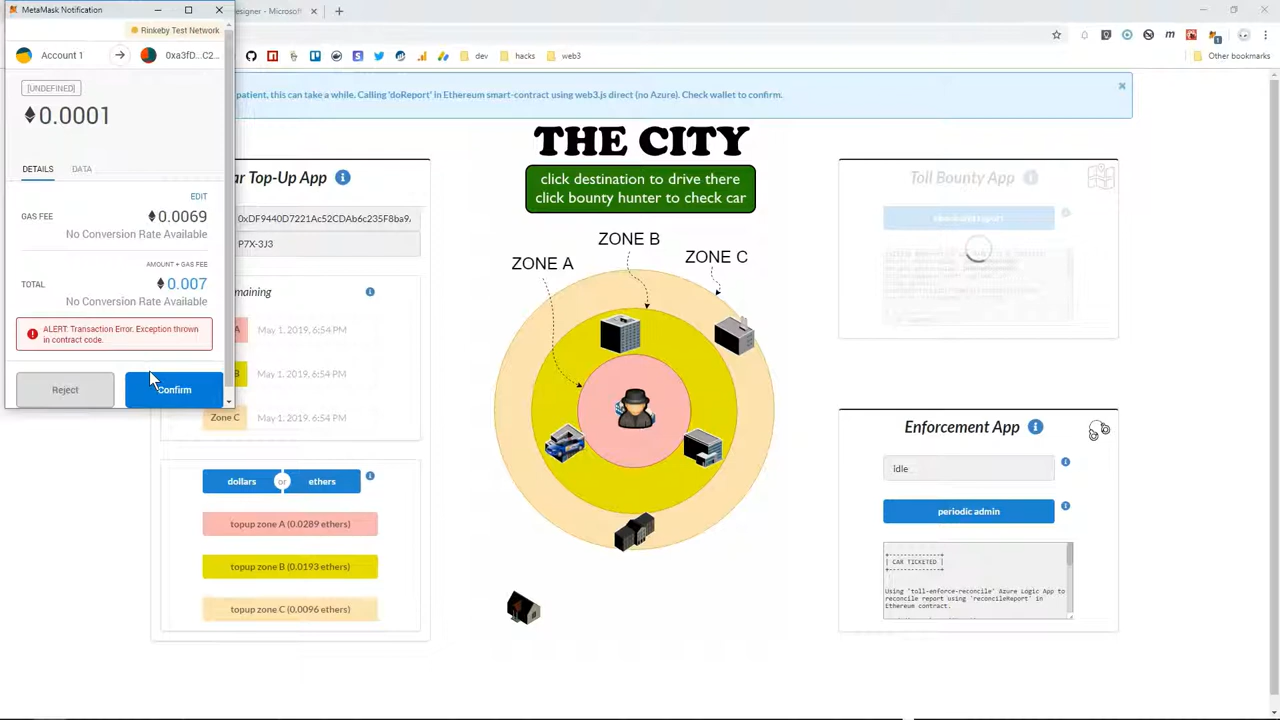 MetaMask Notification
Rinkeby Test Network
Account 1
0xa3fD...C2...
[UNDEFINED]
0.0001
DETAILS
DATA
EDIT
GAS FEE
0.0069
No Conversion Rate Available
AMOUNT + GAS FEE
TOTAL
0.007
No Conversion Rate Available
ALERT: Transaction Error. Exception thrown
in contract code.
Reject
Confirm
esigner - Microsoft
dev
hacks
web3
Other bookmarks
patient, this can take a while. Calling 'doReport' in Ethereum smart-contract using web3.js direct (no Azure). Check wallet to confirm.
THE CITY
click destination to drive there
click bounty hunter to check car
ar Top-Up App
0xDF9440D7221Ac52CDAb6c235F8ba9
P7X-3J3
maining
A
May 1. 2019, 6:54 PM
B
May 1. 2019, 6:54 PM
Zone C
May 1. 2019, 6:54 PM
dollars
or
ethers
topup zone A (0.0289 ethers)
topup zone B (0.0193 ethers)
topup zone C (0.0096 ethers)
ZONE A
ZONE B
ZONE C
Toll Bounty App
Enforcement App
idle
periodic admin
+--------------+
| CAR TICKETED |
+--------------+
Using 'toll-enforce-reconcile' Azure Logic App to
reconcile report using 'reconcileReport' in
Ethereum contract.